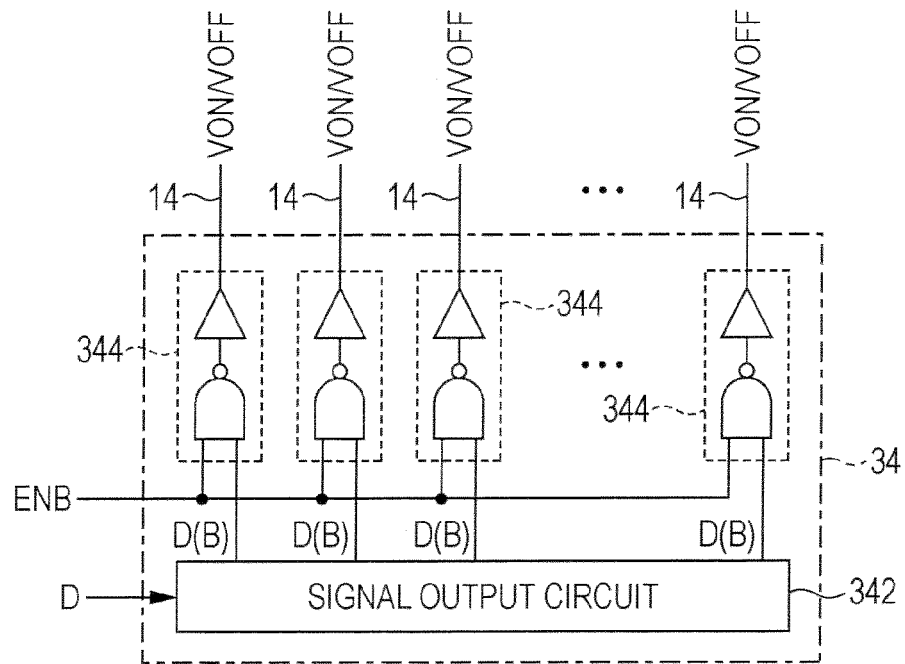 VON/VOFF VON/VOFF VON/VOFF VON/VOFF
14 14 14 ... 14
344
344 ... 344
34
ENB
D(B) D(B) D(B) D(B)
D SIGNAL OUTPUT CIRCUIT 342